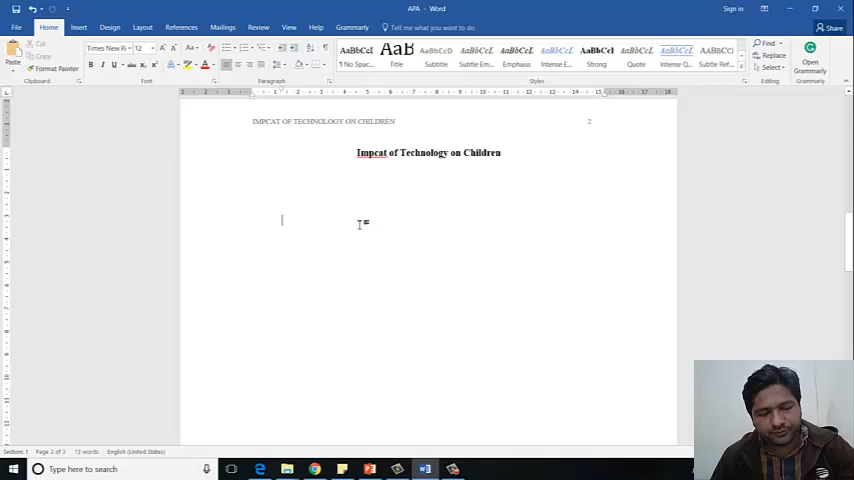 APA - Word
Sign in
File Home Insert Design Layout References Mailings Review View Help Grammarly Tell me what you want to do
Share
Cut
Copy
Format Painter
Paste
Times New Ro 12
AaBbCcI AaB AaBbCcD AaBbCcL AaBbCcL AaBbCcL AaBbCcI AaBbCcL AaBbCcL AABBCCD
¶ No Spac... Title Subtitle Subtle Em... Emphasis Intense E... Strong Quote Intense Q... Subtle Ref...
Find
Replace
Select
Open
Grammarly
Clipboard Font Paragraph Styles Editing Grammarly
IMPCAT OF TECHNOLOGY ON CHILDREN 2
Impcat of Technology on Children
Section: 1 Page 2 of 3 13 words English (United States)
Type here to search